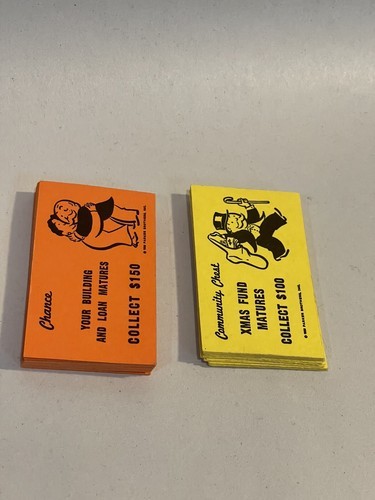 Chance
YOUR BUILDING
AND LOAN MATURES
COLLECT $150
Community Chest
XMAS FUND
MATURES
COLLECT $100